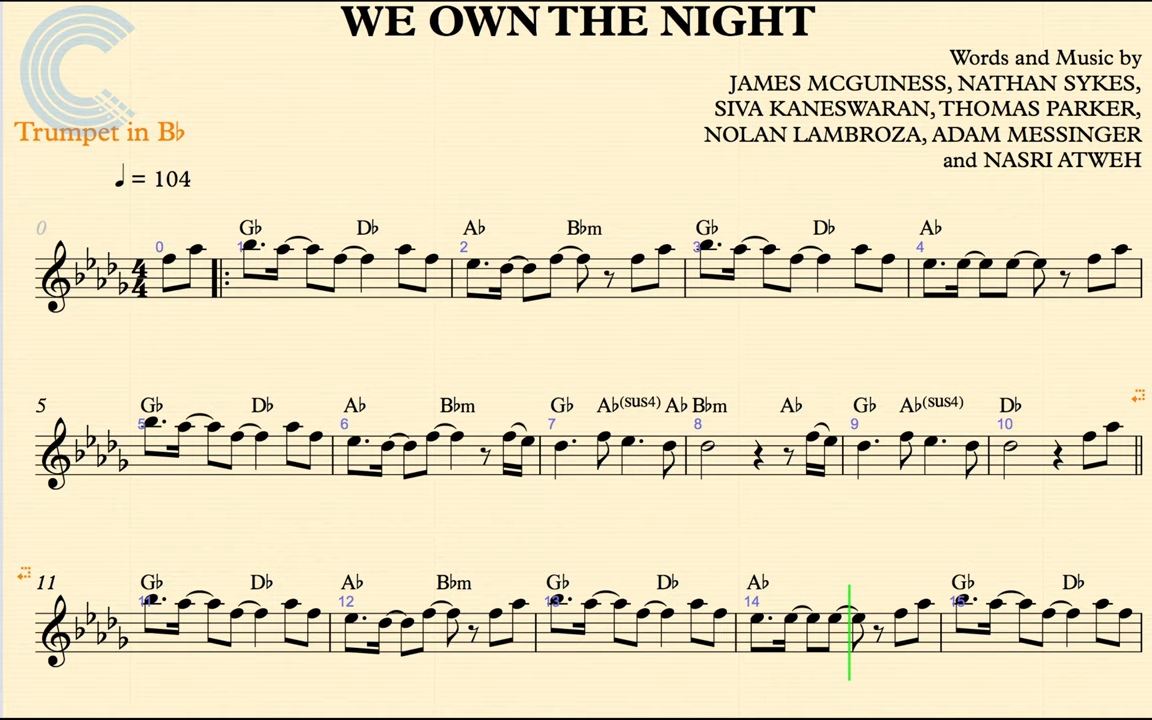 WE OWN THE NIGHT
Words and Music by
JAMES MCGUINESS, NATHAN SYKES,
SIVA KANESWARAN, THOMAS PARKER,
NOLAN LAMBROZA, ADAM MESSINGER
and NASRI ATWEH
Trumpet in B♭
♩ = 104
0 G♭ D♭ A♭ B♭m G♭ D♭ A♭
0 1 2 3 4
4
4
5 G♭ D♭ A♭ B♭m G♭ A♭(sus4) A♭ B♭m A♭ G♭ A♭(sus4) D♭
5 6 7 8 9 10
11 G♭ D♭ A♭ B♭m G♭ D♭ A♭ G♭ D♭
11 12 13 14 15